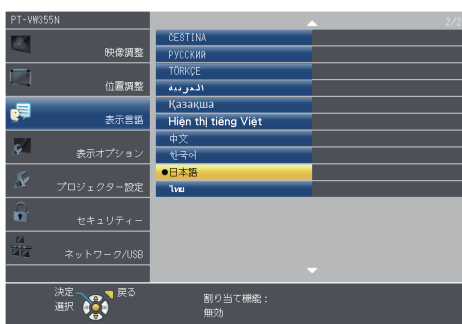 PT-VW355N
2/2
映像調整
位置調整
表示言語
表示オプション
プロジェクター設定
セキュリティー
ネットワーク/USB
ČEŠTINA
РУССКИЙ
TÜRKÇE
العربية
Қазақша
Hiện thị tiếng Việt
中文
한국어
●日本語
ไทย
決定
選択
戻る
割り当て機能：
無効